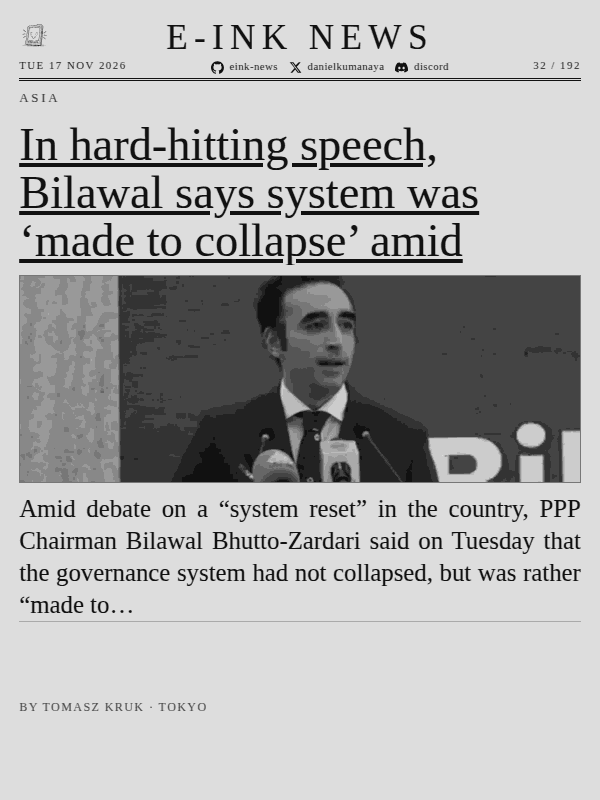 E-INK NEWS
TUE 17 NOV 2026
eink-news danielkumanaya discord
32 / 192
ASIA
In hard-hitting speech,
Bilawal says system was
‘made to collapse’ amid
Bil
Amid debate on a “system reset” in the country, PPP
Chairman Bilawal Bhutto-Zardari said on Tuesday that
the governance system had not collapsed, but was rather
“made to…
BY TOMASZ KRUK · TOKYO